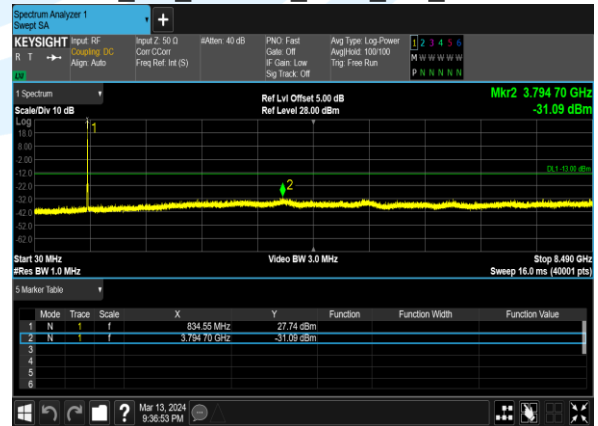 Spectrum Analyzer 1
Swept SA
KEYSIGHT
R T
LW
Input: RF
Coupling: DC
Align: Auto
Input Z: 50 Ω
Corr CCorr
Freq Ref: Int (S)
#Atten: 40 dB
PNO: Fast
Gate: Off
IF Gain: Low
Sig Track: Off
Avg Type: Log-Power
Avg|Hold: 100/100
Trig: Free Run
1 2 3 4 5 6
M W W W W W
P N N N N N
1 Spectrum
Scale/Div 10 dB
Ref Lvl Offset 5.00 dB
Ref Level 28.00 dBm
Mkr2 3.794 70 GHz
-31.09 dBm
Log
18.0
8.00
-2.00
-12.0
-22.0
-32.0
-42.0
-52.0
-62.0
1
2
DL1 -13.00 dBm
Start 30 MHz
#Res BW 1.0 MHz
Video BW 3.0 MHz
Stop 8.490 GHz
Sweep 16.0 ms (40001 pts)
5 Marker Table
Mode Trace Scale X Y Function Function Width Function Value
1 N 1 f 834.55 MHz 27.74 dBm
2 N 1 f 3.794 70 GHz -31.09 dBm
3
4
5
6
?
Mar 13, 2024
9:36:53 PM